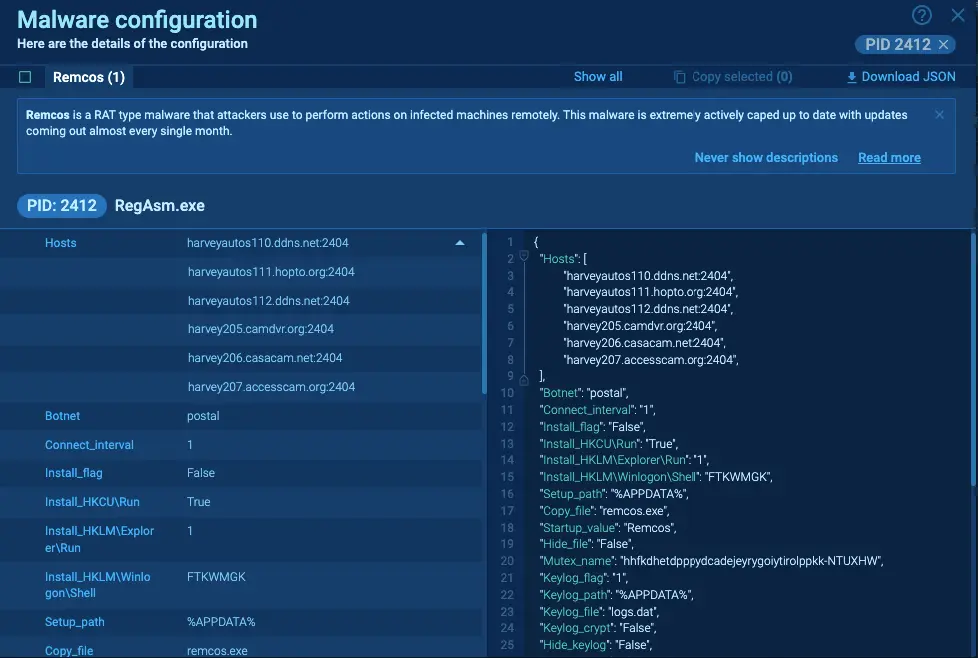 Malware configuration
Here are the details of the configuration
PID 2412
Remcos (1)
Show all
Copy selected (0)
Download JSON
Remcos is a RAT type malware that attackers use to perform actions on infected machines remotely. This malware is extremey actively caped up to date with updates
coming out almost every single month.
Never show descriptions
Read more
PID: 2412 RegAsm.exe
Hosts harveyautos110.ddns.net:2404
harveyautos111.hopto.org:2404
harveyautos112.ddns.net:2404
harvey205.camdvr.org:2404
harvey206.casacam.net:2404
harvey207.accesscam.org:2404
Botnet postal
Connect_interval 1
Install_flag False
Install_HKCU\Run True
Install_HKLM\Explor
er\Run 1
Install_HKLM\Winlo
gon\Shell FTKWMGK
Setup_path %APPDATA%
Copy_file remcos.exe
1 {
2 "Hosts": [
3 "harveyautos110.ddns.net:2404",
4 "harveyautos111.hopto.org:2404",
5 "harveyautos112.ddns.net:2404",
6 "harvey205.camdvr.org:2404",
7 "harvey206.casacam.net:2404",
8 "harvey207.accesscam.org:2404",
9 ],
10 "Botnet": "postal",
11 "Connect_interval": "1",
12 "Install_flag": "False",
13 "Install_HKCU\Run": "True",
14 "Install_HKLM\Explorer\Run": "1",
15 "Install_HKLM\Winlogon\Shell": "FTKWMGK",
16 "Setup_path": "%APPDATA%",
17 "Copy_file": "remcos.exe",
18 "Startup_value": "Remcos",
19 "Hide_file": "False",
20 "Mutex_name": "hhfkdhetdpppydcadejeyrygoiytirolppkk-NTUXHW",
21 "Keylog_flag": "1",
22 "Keylog_path": "%APPDATA%",
23 "Keylog_file": "logs.dat",
24 "Keylog_crypt": "False",
25 "Hide_keylog": "False",